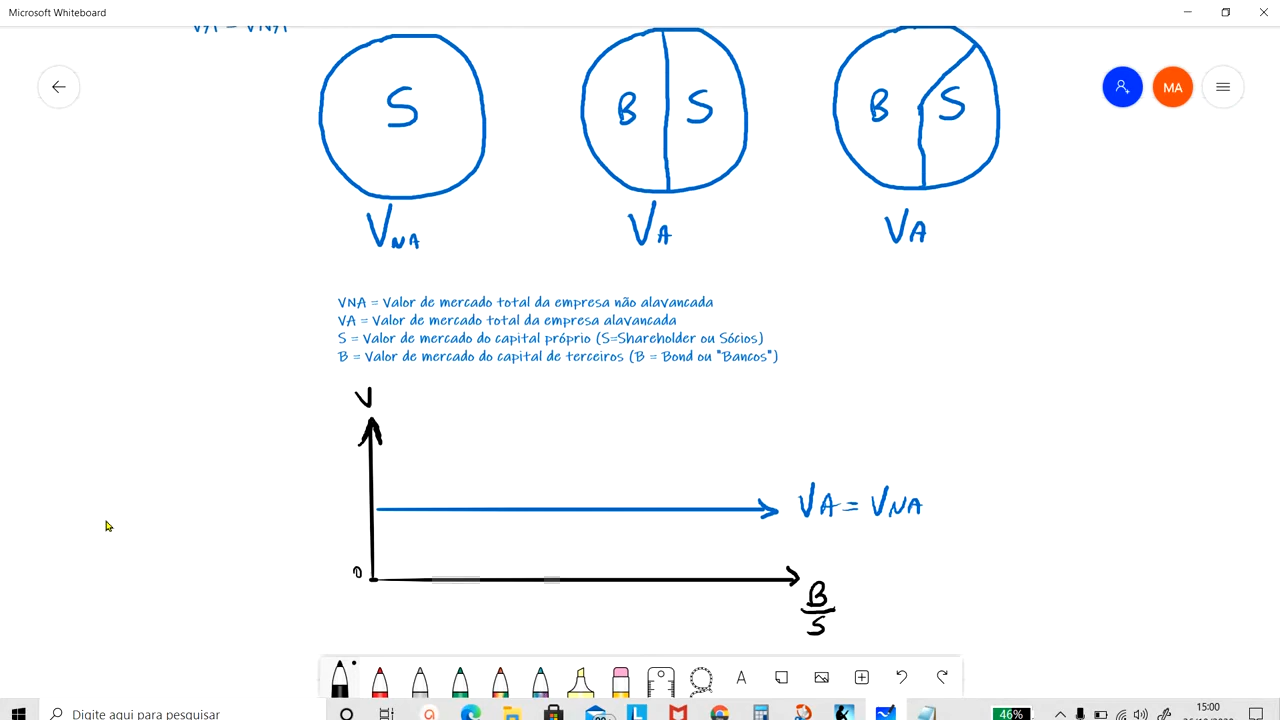 Microsoft Whiteboard
VA = VNA
S
B S
B S
MA
VNA
VA
VA
VNA = Valor de mercado total da empresa não alavancada
VA = Valor de mercado total da empresa alavancada
S = Valor de mercado do capital próprio (S=Shareholder ou Sócios)
B = Valor de mercado do capital de terceiros (B = Bond ou "Bancos")
V
VA = VNA
0
B
S
A
Digite aqui para pesquisar
46%
15:00